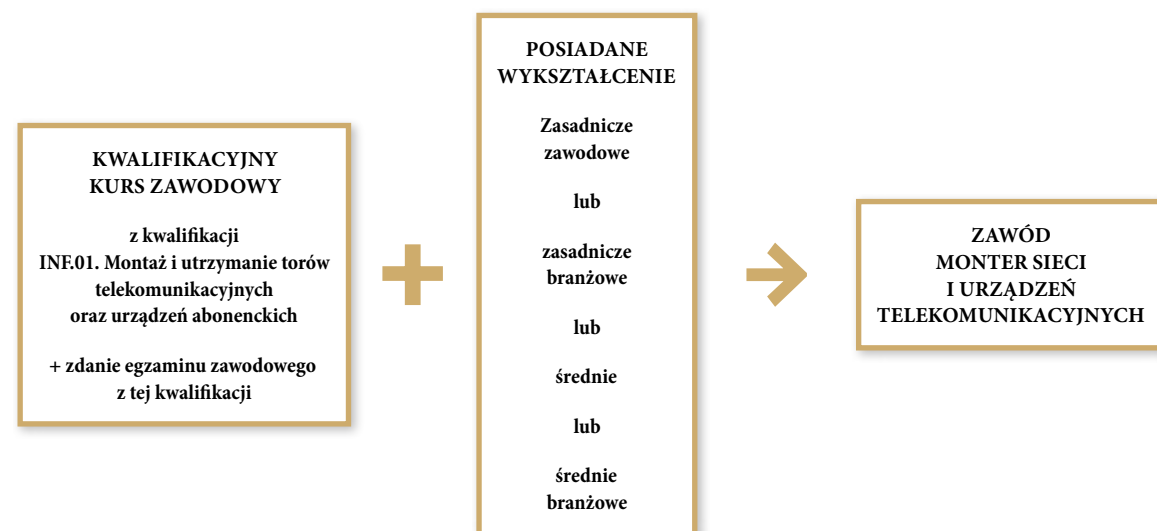 KWALIFIKACYJNY
KURS ZAWODOWY
z kwalifikacji
INF.01. Montaż i utrzymanie torów
telekomunikacyjnych
oraz urządzeń abonenckich
+ zdanie egzaminu zawodowego
z tej kwalifikacji
POSIADANE
WYKSZTAŁCENIE
Zasadnicze
zawodowe
lub
zasadnicze
branżowe
lub
średnie
lub
średnie
branżowe
ZAWÓD
MONTER SIECI
I URZĄDZEŃ
TELEKOMUNIKACYJNYCH